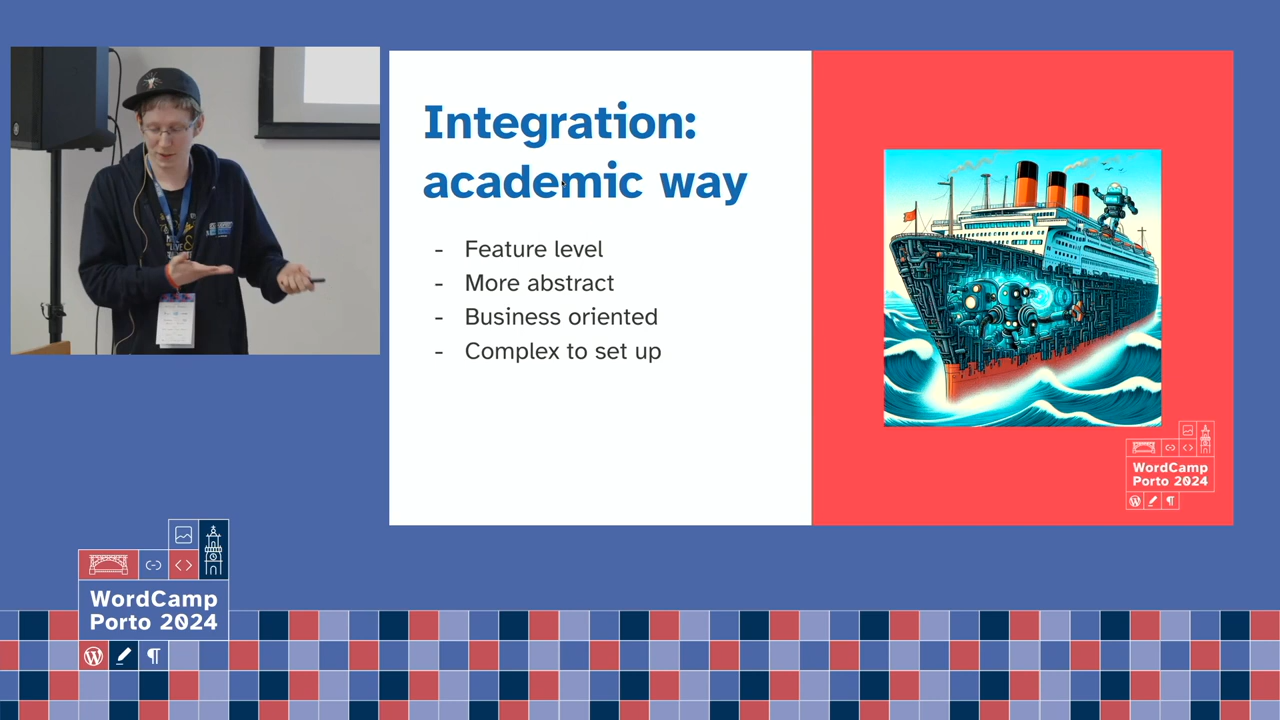 Integration:
academic way
- Feature level
- More abstract
- Business oriented
- Complex to set up
WordCamp
Porto 2024
WordCamp
Porto 2024